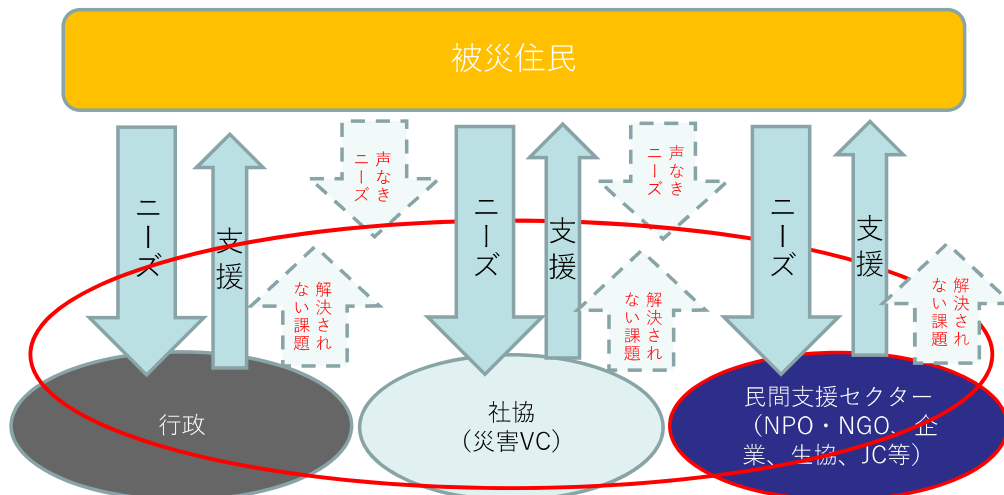 被災住民
ニーズ
支援
声なき
ニーズ
解決され
ない課題
ニーズ
支援
声なき
ニーズ
解決され
ない課題
ニーズ
支援
解決され
ない課題
行政
社協
（災害VC）
民間支援セクター
（NPO・NGO、企
業、生協、JC等）